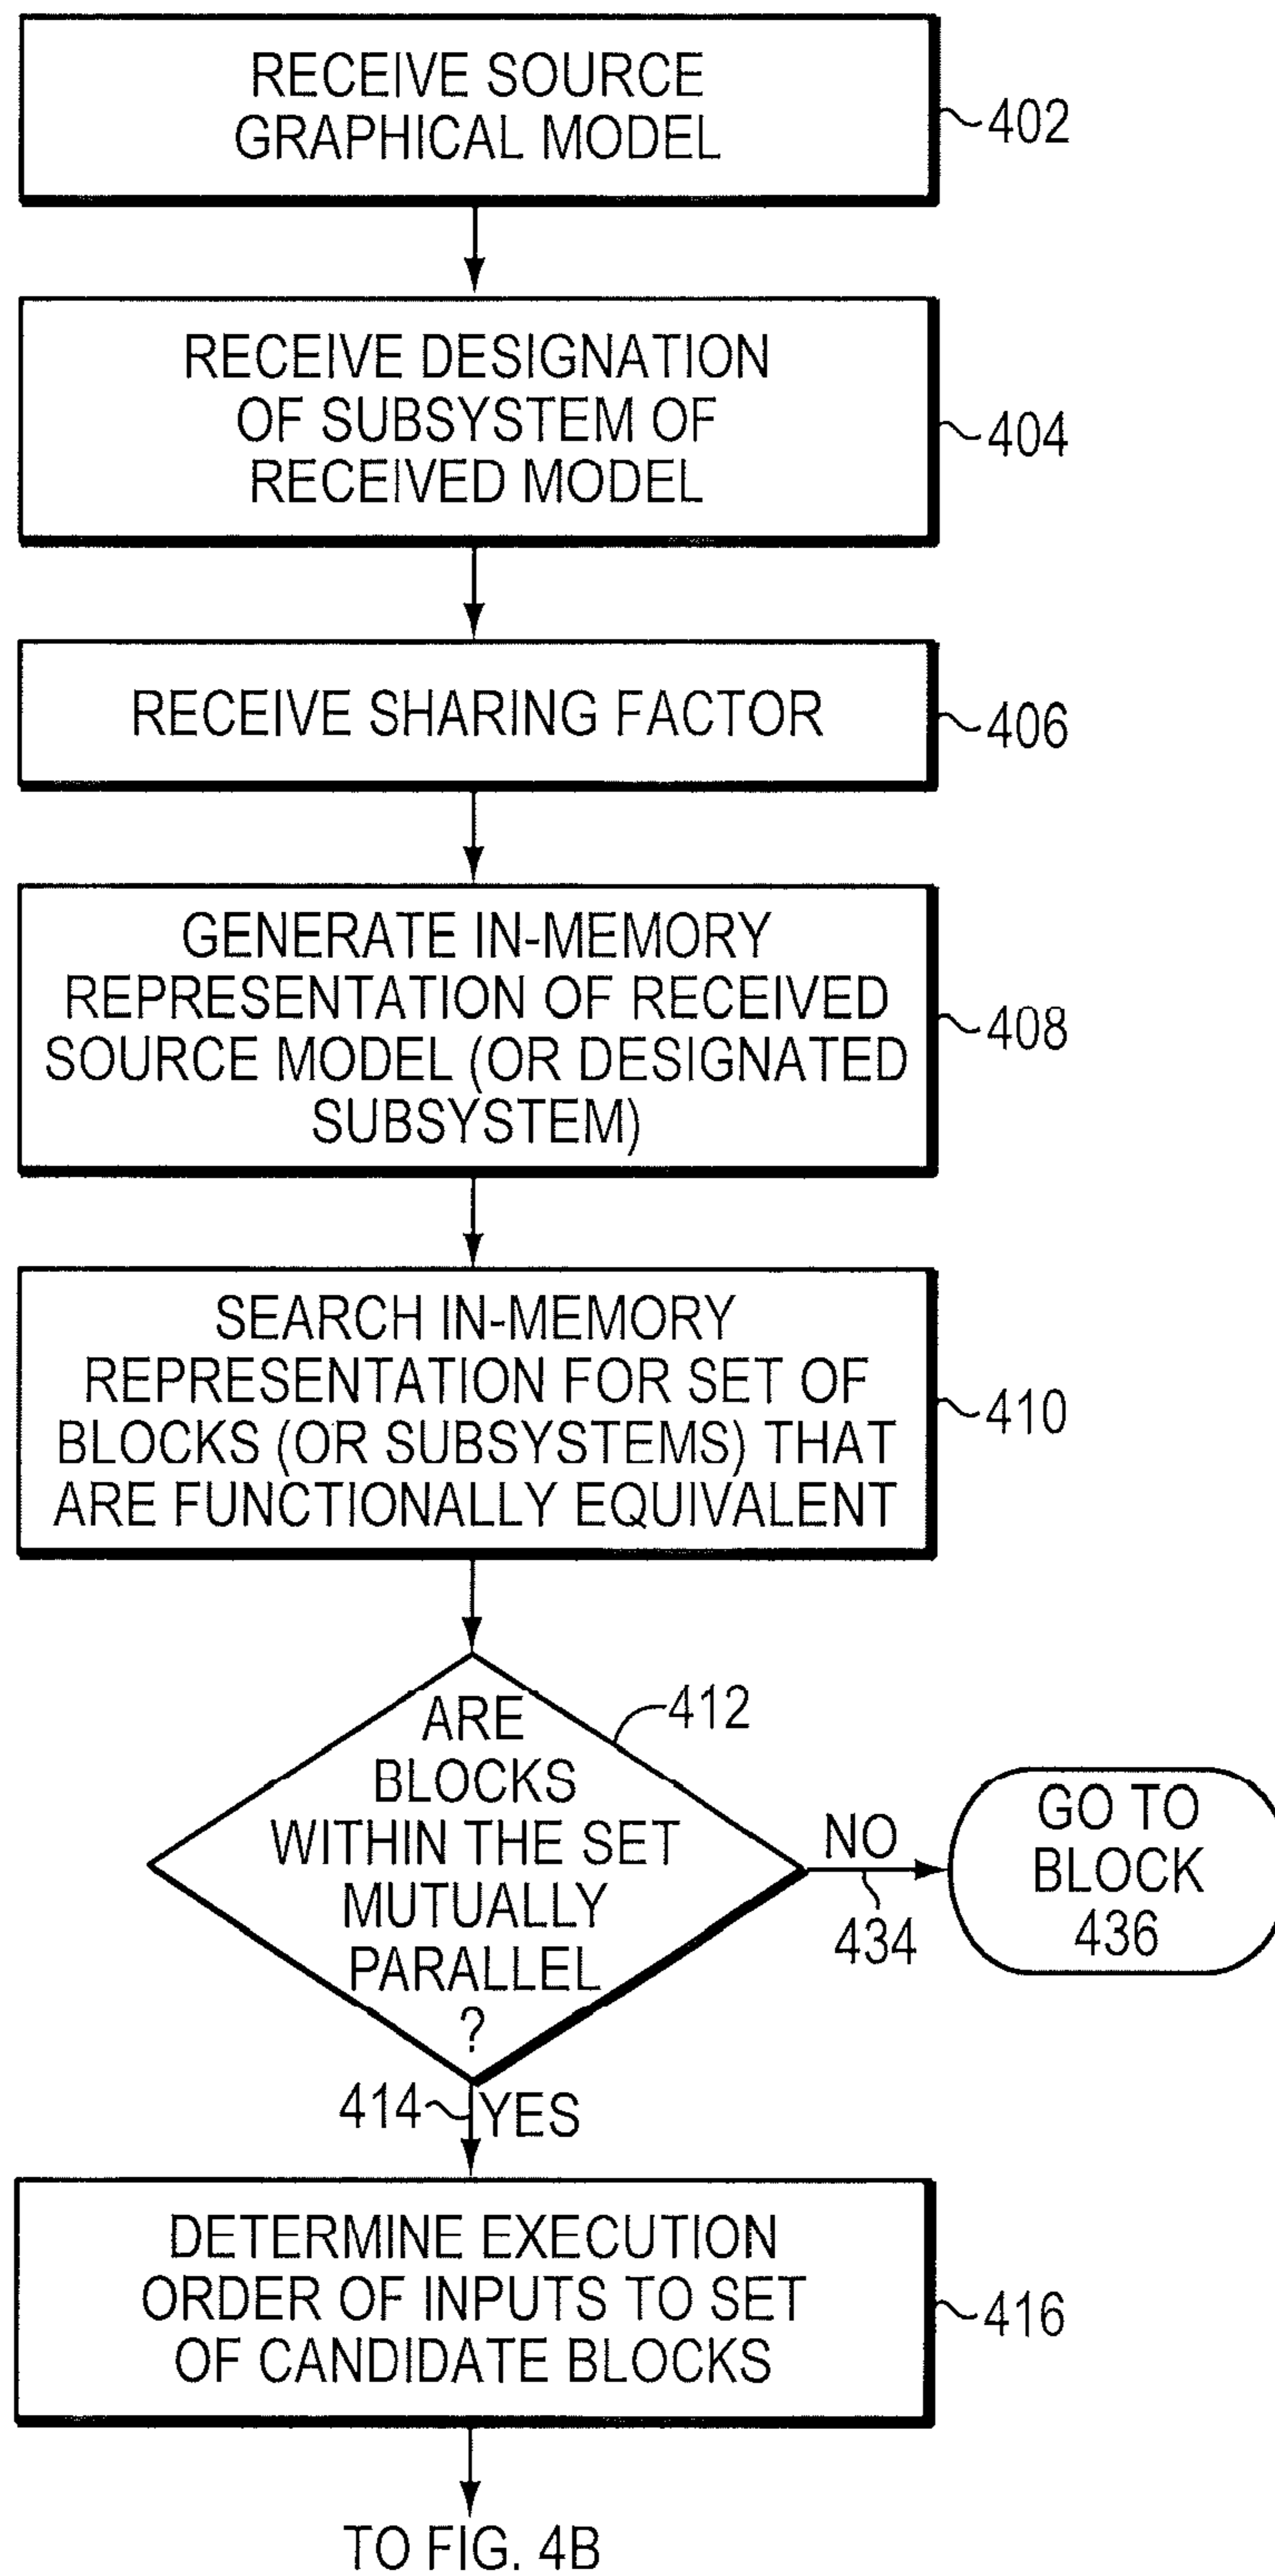 RECEIVE SOURCE
GRAPHICAL MODEL
402
RECEIVE DESIGNATION
OF SUBSYSTEM OF
RECEIVED MODEL
404
RECEIVE SHARING FACTOR
406
GENERATE IN-MEMORY
REPRESENTATION OF RECEIVED
SOURCE MODEL (OR DESIGNATED
SUBSYSTEM)
408
SEARCH IN-MEMORY
REPRESENTATION FOR SET OF
BLOCKS (OR SUBSYSTEMS) THAT
ARE FUNCTIONALLY EQUIVALENT
410
ARE
BLOCKS
WITHIN THE SET
MUTUALLY
PARALLEL
?
412
NO
434
GO TO
BLOCK
436
414
YES
DETERMINE EXECUTION
ORDER OF INPUTS TO SET
OF CANDIDATE BLOCKS
416
TO FIG. 4B